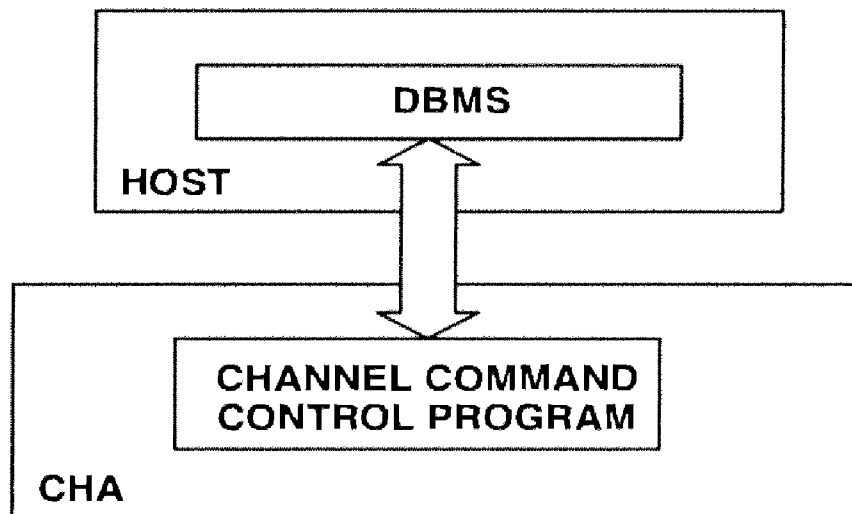 DBMS
HOST
CHANNEL COMMAND
CONTROL PROGRAM
CHA